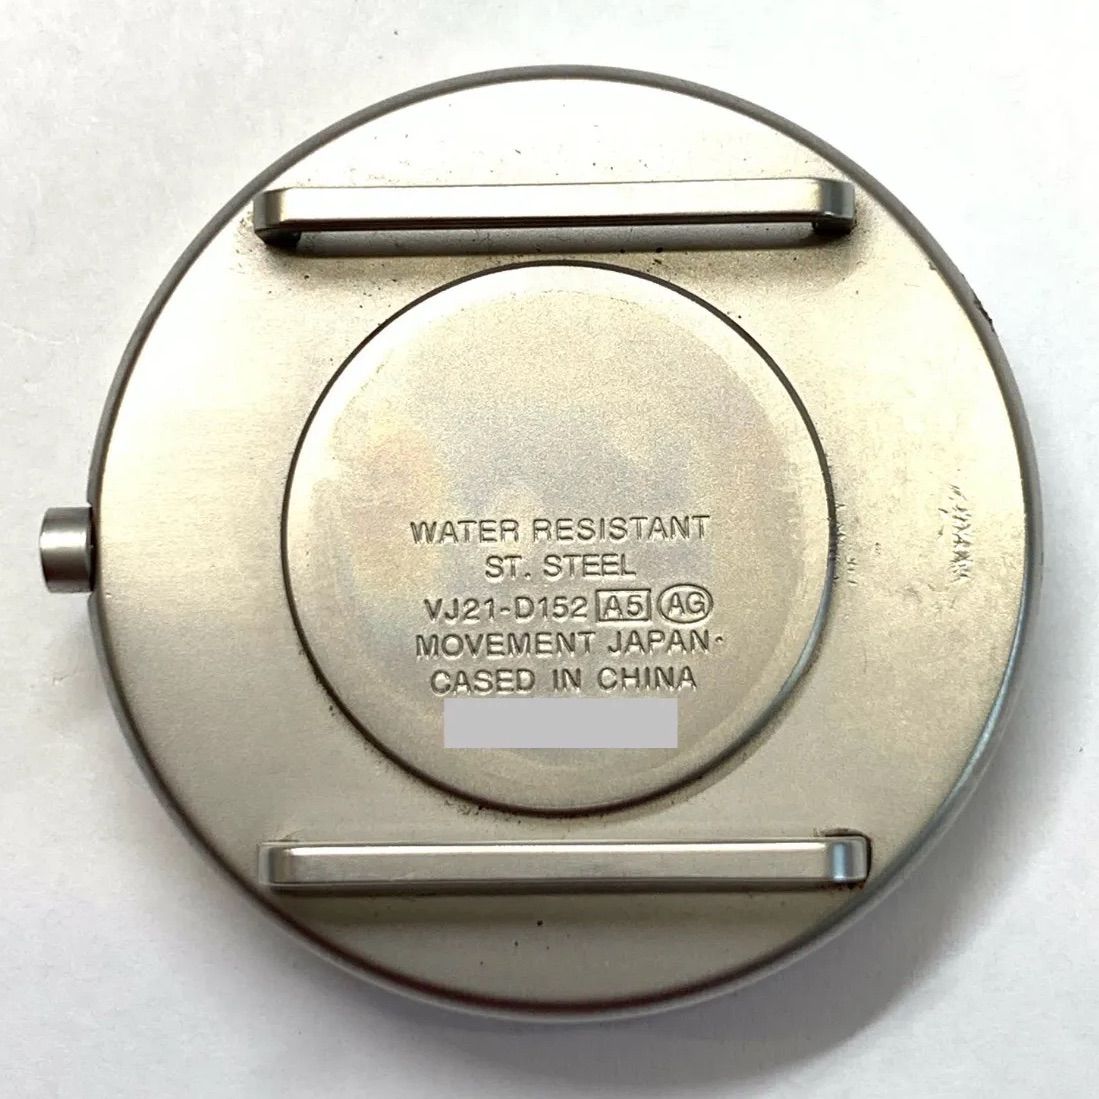 WATER RESISTANT
ST. STEEL
VJ21-D152 A5 AG
MOVEMENT JAPAN
CASED IN CHINA